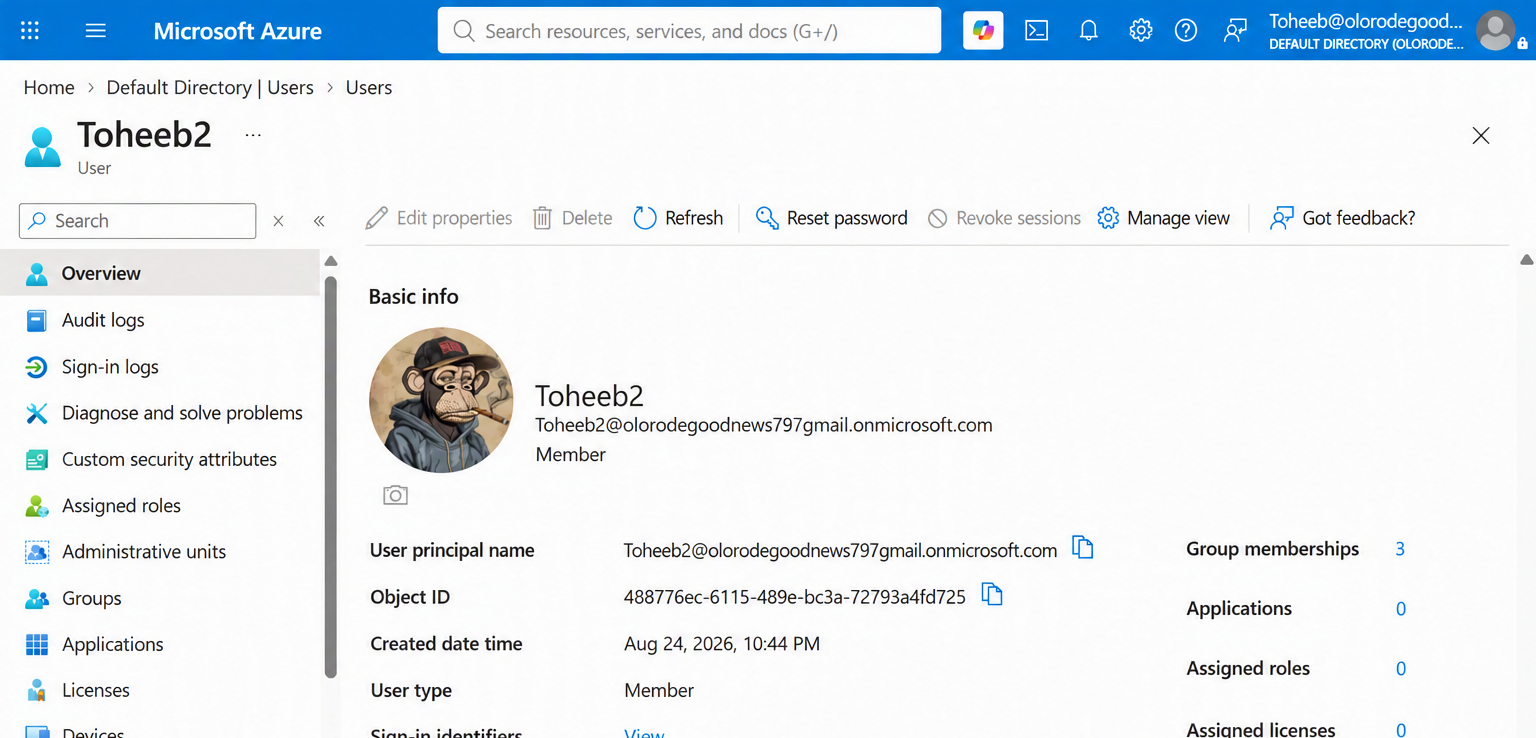 Microsoft Azure
Search resources, services, and docs (G+/)
Toheeb@olorodegood...
DEFAULT DIRECTORY (OLORODE...
Home > Default Directory | Users > Users
Toheeb2 ...
User
Search
Edit properties Delete Refresh Reset password Revoke sessions Manage view Got feedback?
Overview
Audit logs
Sign-in logs
Diagnose and solve problems
Custom security attributes
Assigned roles
Administrative units
Groups
Applications
Licenses
Devices
Basic info
Toheeb2
Toheeb2@olorodegoodnews797gmail.onmicrosoft.com
Member
User principal name Toheeb2@olorodegoodnews797gmail.onmicrosoft.com
Object ID 488776ec-6115-489e-bc3a-72793a4fd725
Created date time Aug 24, 2026, 10:44 PM
User type Member
Sign-in identifiers View
Group memberships 3
Applications 0
Assigned roles 0
Assigned licenses 0